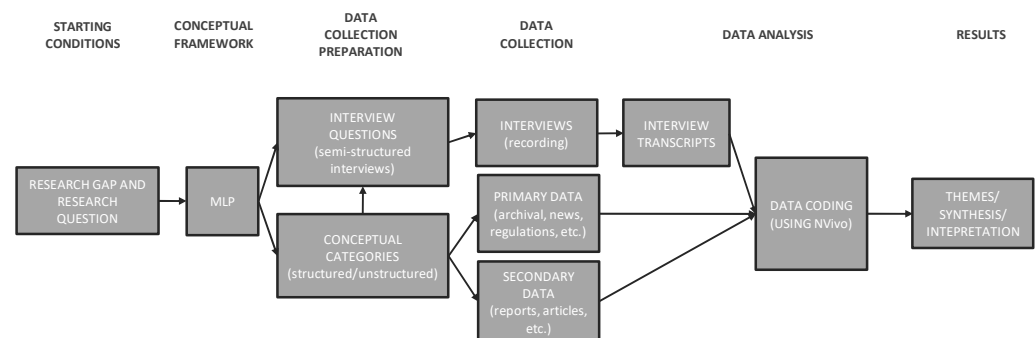 STARTING
CONDITIONS
CONCEPTUAL
FRAMEWORK
DATA
COLLECTION
PREPARATION
DATA
COLLECTION
DATA ANALYSIS
RESULTS
RESEARCH GAP AND
RESEARCH
QUESTION
MLP
INTERVIEW
QUESTIONS
(semi-structured
interviews)
CONCEPTUAL
CATEGORIES
(structured/unstructured)
INTERVIEWS
(recording)
PRIMARY DATA
(archival, news,
regulations, etc.)
SECONDARY
DATA
(reports, articles,
etc.)
INTERVIEW
TRANSCRIPTS
DATA CODING
(USING NVivo)
THEMES/
SYNTHESIS/
INTEPRETATION